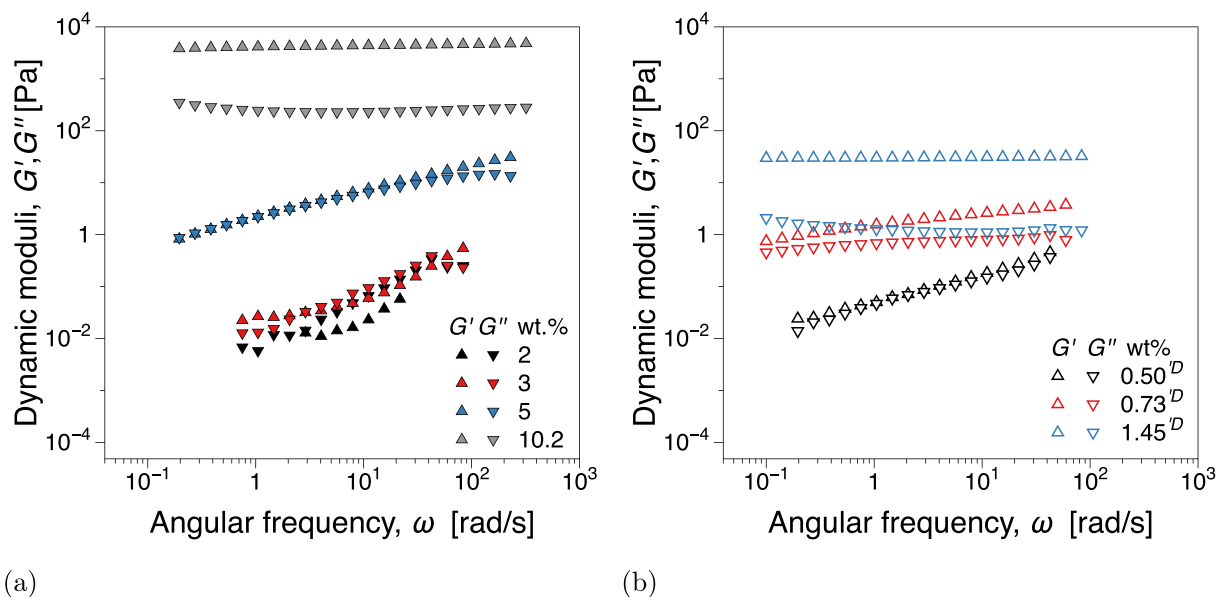 10^4
10^2
1
10^-2
10^-4
Dynamic moduli, G′,G″ [Pa]
G′ G″ wt.%
2
3
5
10.2
10^-1 1 10^1 10^2 10^3
Angular frequency, ω [rad/s]
(a)
10^4
10^2
1
10^-2
10^-4
Dynamic moduli, G′,G″ [Pa]
G′ G″ wt%
0.50'D
0.73'D
1.45'D
10^-1 1 10^1 10^2 10^3
Angular frequency, ω [rad/s]
(b)